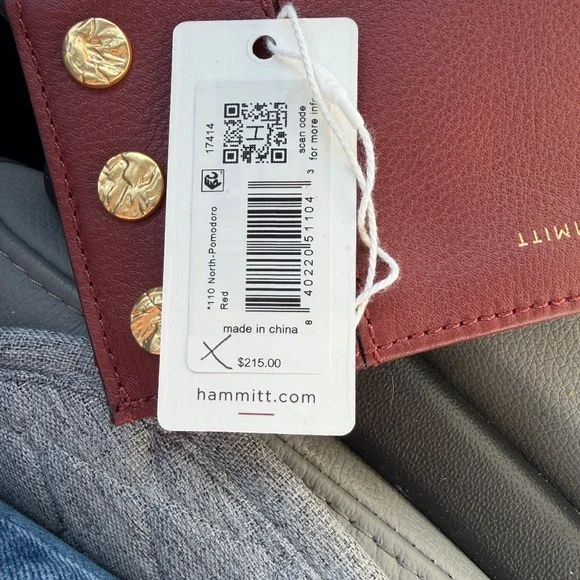 17414
scan code
for more info
*110 North-Pomodoro
Red
8 40220 51104 3
made in china
X $215.00
hammitt.com
MMITT